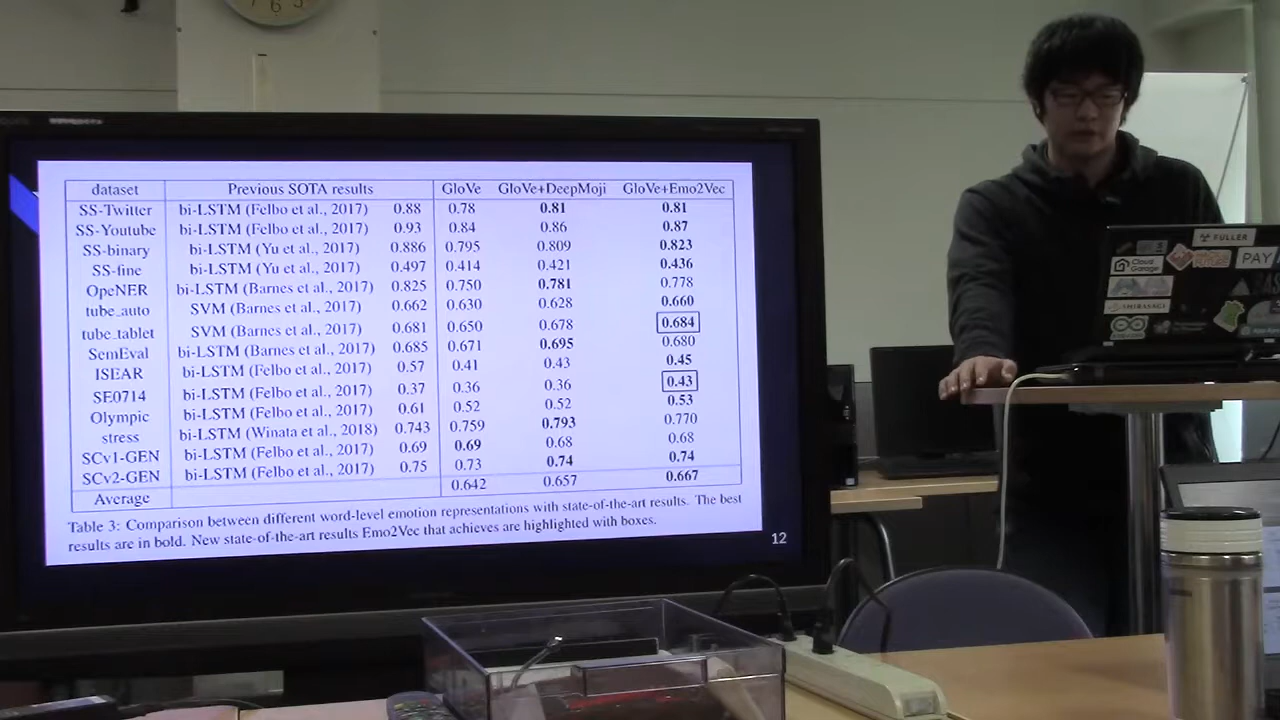 dataset Previous SOTA results GloVe GloVe+DeepMoji GloVe+Emo2Vec
SS-Twitter bi-LSTM (Felbo et al., 2017) 0.88 0.78 0.81 0.81
SS-Youtube bi-LSTM (Felbo et al., 2017) 0.93 0.84 0.86 0.87
SS-binary bi-LSTM (Yu et al., 2017) 0.886 0.795 0.809 0.823
SS-fine bi-LSTM (Yu et al., 2017) 0.497 0.414 0.421 0.436
OpeNER bi-LSTM (Barnes et al., 2017) 0.825 0.750 0.781 0.778
tube_auto SVM (Barnes et al., 2017) 0.662 0.630 0.628 0.660
tube_tablet SVM (Barnes et al., 2017) 0.681 0.650 0.678 0.684
SemEval bi-LSTM (Barnes et al., 2017) 0.685 0.671 0.695 0.680
ISEAR bi-LSTM (Felbo et al., 2017) 0.57 0.41 0.43 0.45
SE0714 bi-LSTM (Felbo et al., 2017) 0.37 0.36 0.36 0.43
Olympic bi-LSTM (Felbo et al., 2017) 0.61 0.52 0.52 0.53
stress bi-LSTM (Winata et al., 2018) 0.743 0.759 0.793 0.770
SCv1-GEN bi-LSTM (Felbo et al., 2017) 0.69 0.69 0.68 0.68
SCv2-GEN bi-LSTM (Felbo et al., 2017) 0.75 0.73 0.74 0.74
Average 0.642 0.657 0.667
Table 3: Comparison between different word-level emotion representations with state-of-the-art results. The best
results are in bold. New state-of-the-art results Emo2Vec that achieves are highlighted with boxes.
12
FULLER
Cloud
Garage
PAY
SHIBASAGI
7 6 5